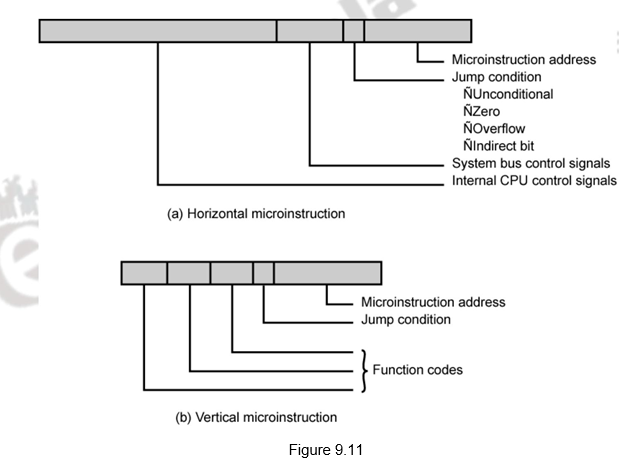 Microinstruction address
Jump condition
ÑUnconditional
ÑZero
ÑOverflow
ÑIndirect bit
System bus control signals
Internal CPU control signals
(a) Horizontal microinstruction
Microinstruction address
Jump condition
Function codes
(b) Vertical microinstruction
Figure 9.11